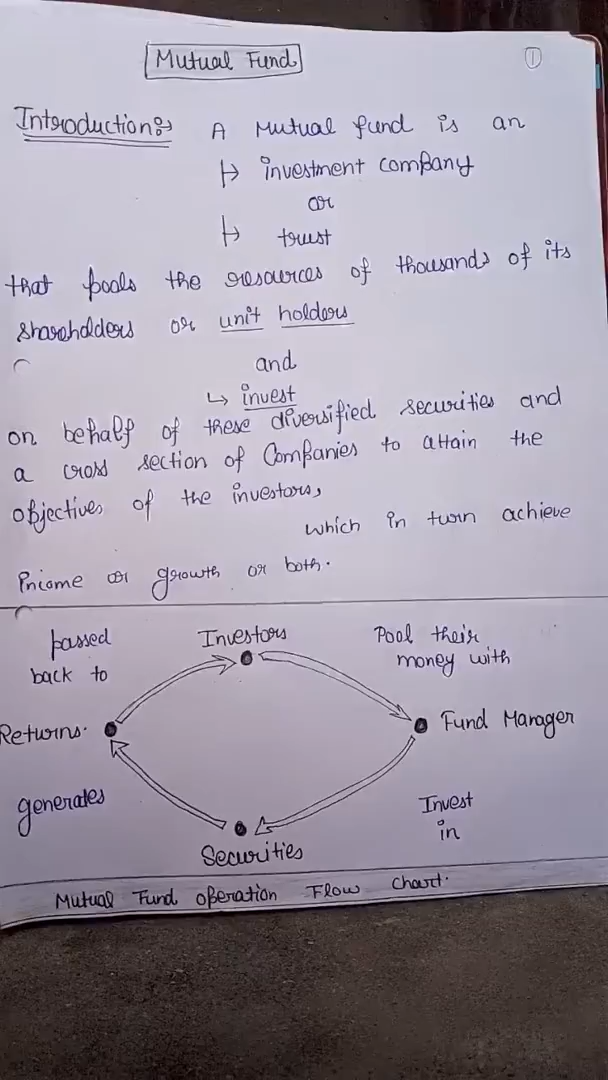 Mutual Fund
①
Introduction:→ A Mutual fund is an
↦ investment company
or
↦ trust
that pools the resources of thousands of its
shareholders or unit holders
and
↳ invest
on behalf of these diversified securities and
a cross section of Companies to attain the
objectives of the investors,
which in turn achieve
income or growth or both.
passed
back to
Investors
Pool their
money with
Returns.
Fund Manager
generates
Invest
in
Securities
Mutual Fund operation Flow chart.